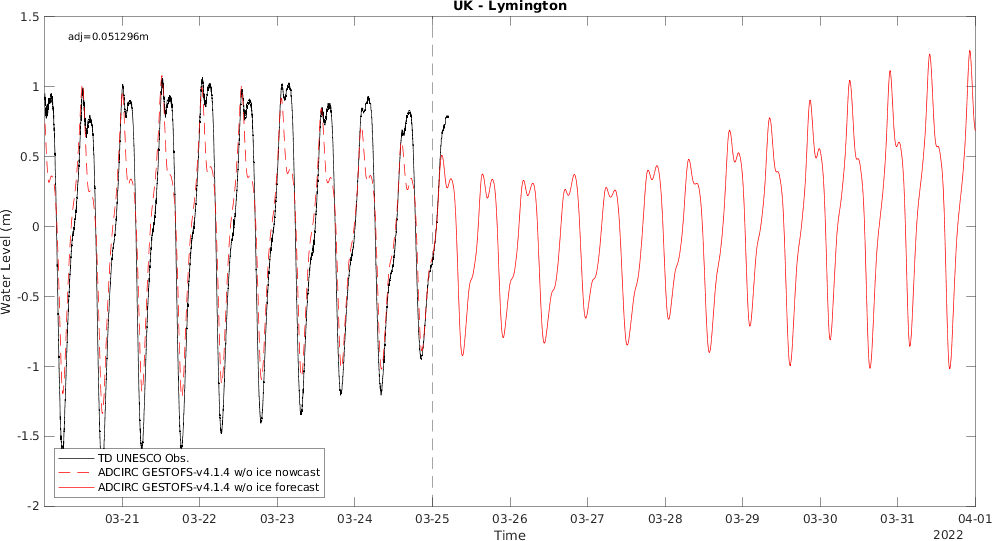 UK - Lymington
adj=0.051296m
1.5
1
0.5
0
-0.5
-1
-1.5
-2
Water Level (m)
TD UNESCO Obs.
ADCIRC GESTOFS-v4.1.4 w/o ice nowcast
ADCIRC GESTOFS-v4.1.4 w/o ice forecast
03-21 03-22 03-23 03-24 03-25 03-26 03-27 03-28 03-29 03-30 03-31 04-01
Time
2022